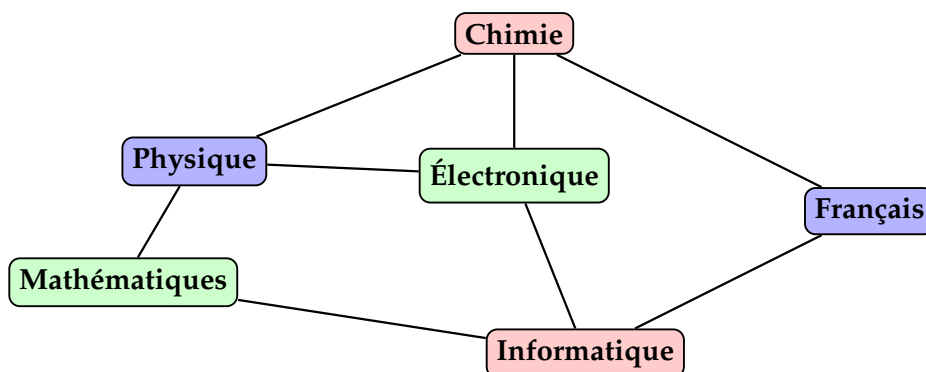 Chimie
Physique
Électronique
Français
Mathématiques
Informatique